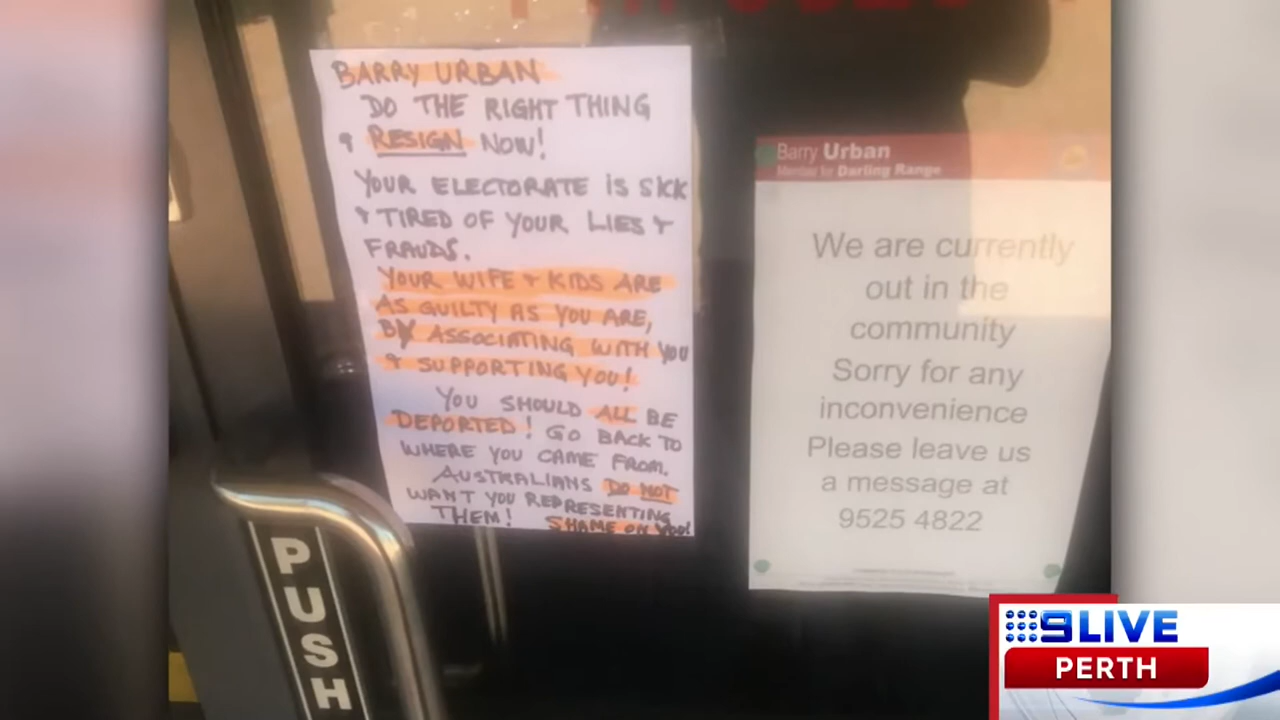 BARRY URBAN
DO THE RIGHT THING
& RESIGN NOW!
YOUR ELECTORATE iS SICK
& TIRED OF YOUR LIES &
FRAUDS.
YOUR WIFE & KIDS ARE
AS GUILTY AS YOU ARE,
BY ASSOCIATING WITH YOU
& SUPPORTING YOU!
YOU SHOULD ALL BE
DEPORTED! GO BACK TO
WHERE YOU CAME FROM.
AUSTRALIANS DO NOT
WANT YOU REPRESENTING
THEM! SHAME ON YOU!
Barry Urban
Member for Darling Range
We are currently
out in the
community
Sorry for any
inconvenience
Please leave us
a message at
9525 4822
PUSH
9 LIVE
PERTH